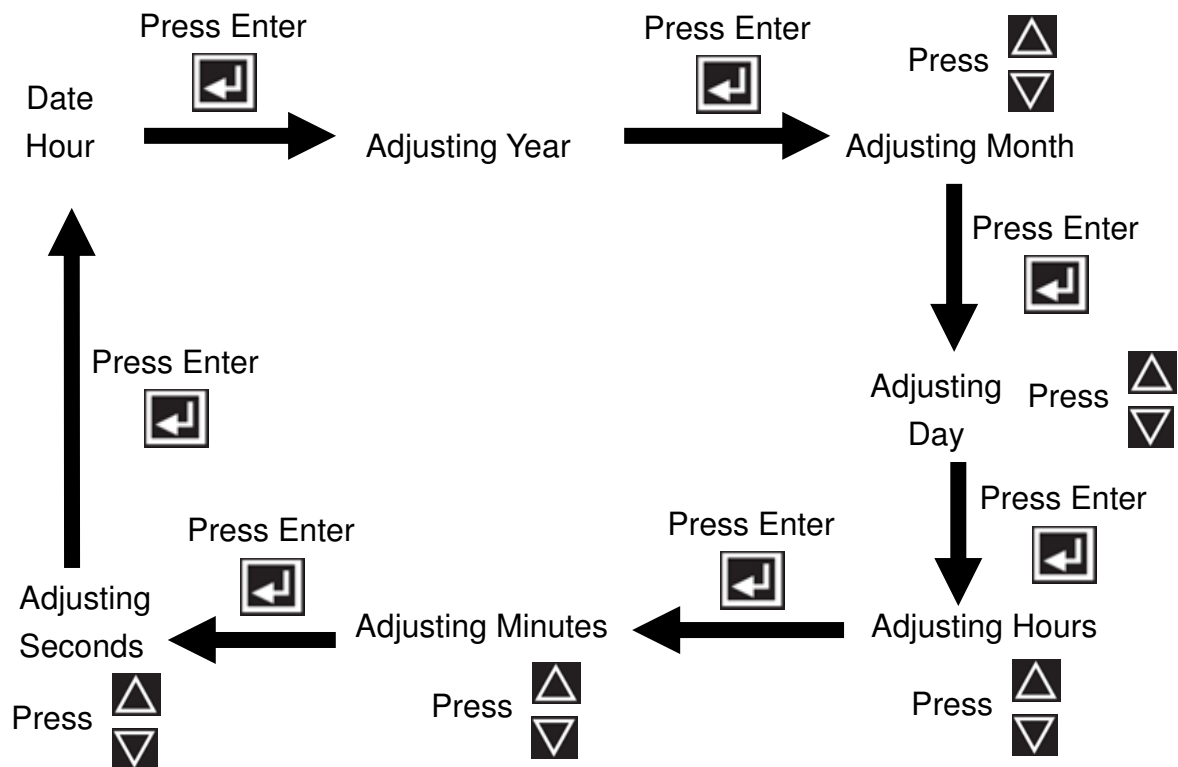 Press Enter
Press Enter
Press
Date
Hour
Adjusting Year
Adjusting Month
Press Enter
Adjusting
Day
Press
Press Enter
Adjusting Hours
Press
Press Enter
Adjusting Minutes
Press
Press Enter
Adjusting
Seconds
Press
Press Enter